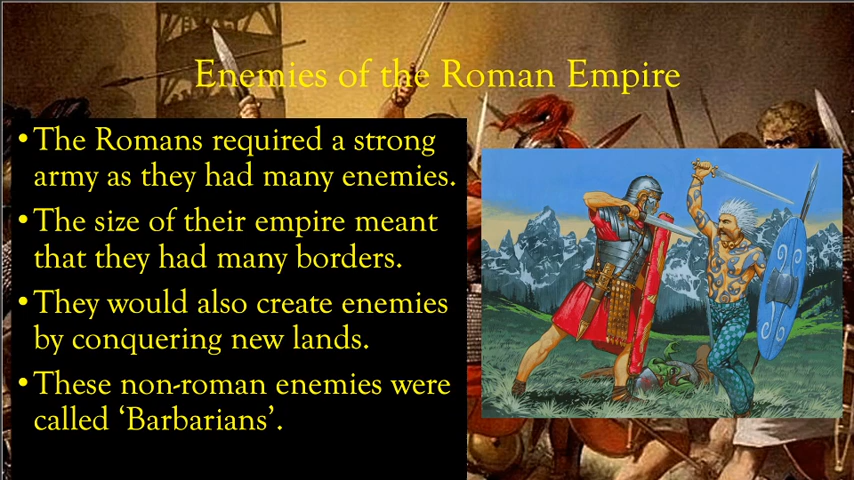 Enemies of the Roman Empire
• The Romans required a strong
army as they had many enemies.
• The size of their empire meant
that they had many borders.
• They would also create enemies
by conquering new lands.
• These non-roman enemies were
called ‘Barbarians’.